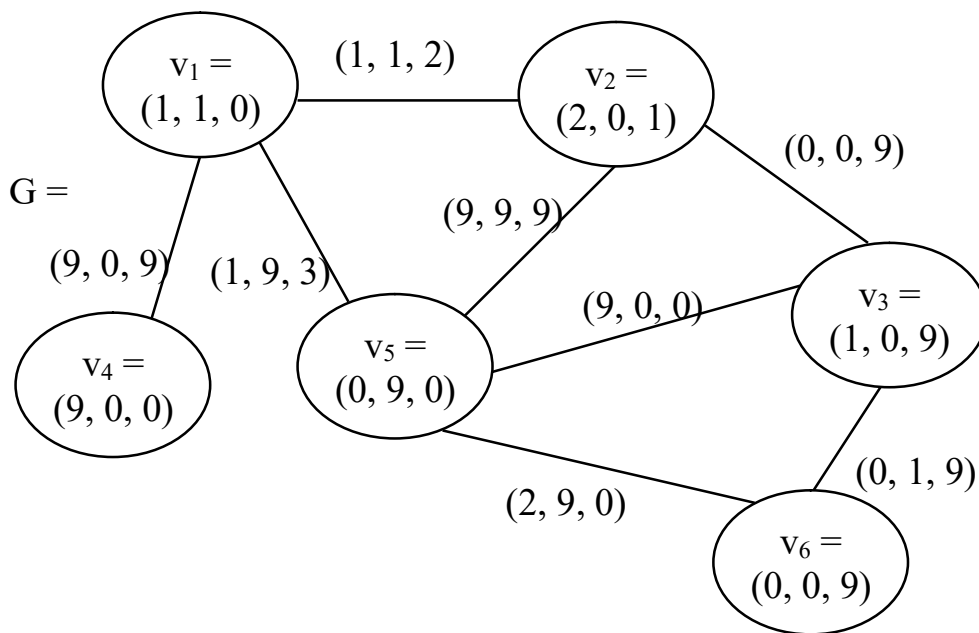 v₁ =
(1, 1, 0)
(1, 1, 2)
v₂ =
(2, 0, 1)
(0, 0, 9)
G =
(9, 9, 9)
(9, 0, 9)
(1, 9, 3)
(9, 0, 0)
v₃ =
(1, 0, 9)
v₅ =
(0, 9, 0)
v₄ =
(9, 0, 0)
(0, 1, 9)
(2, 9, 0)
v₆ =
(0, 0, 9)